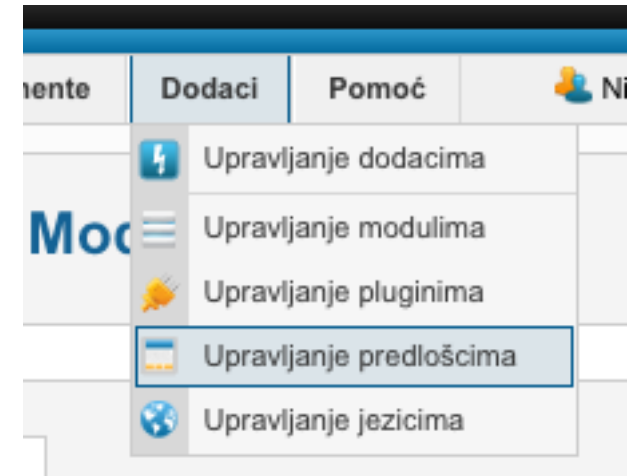 Dodaci Pomoć
Upravljanje dodacima
Upravljanje modulima
Upravljanje pluginima
Upravljanje predlošcima
Upravljanje jezicima